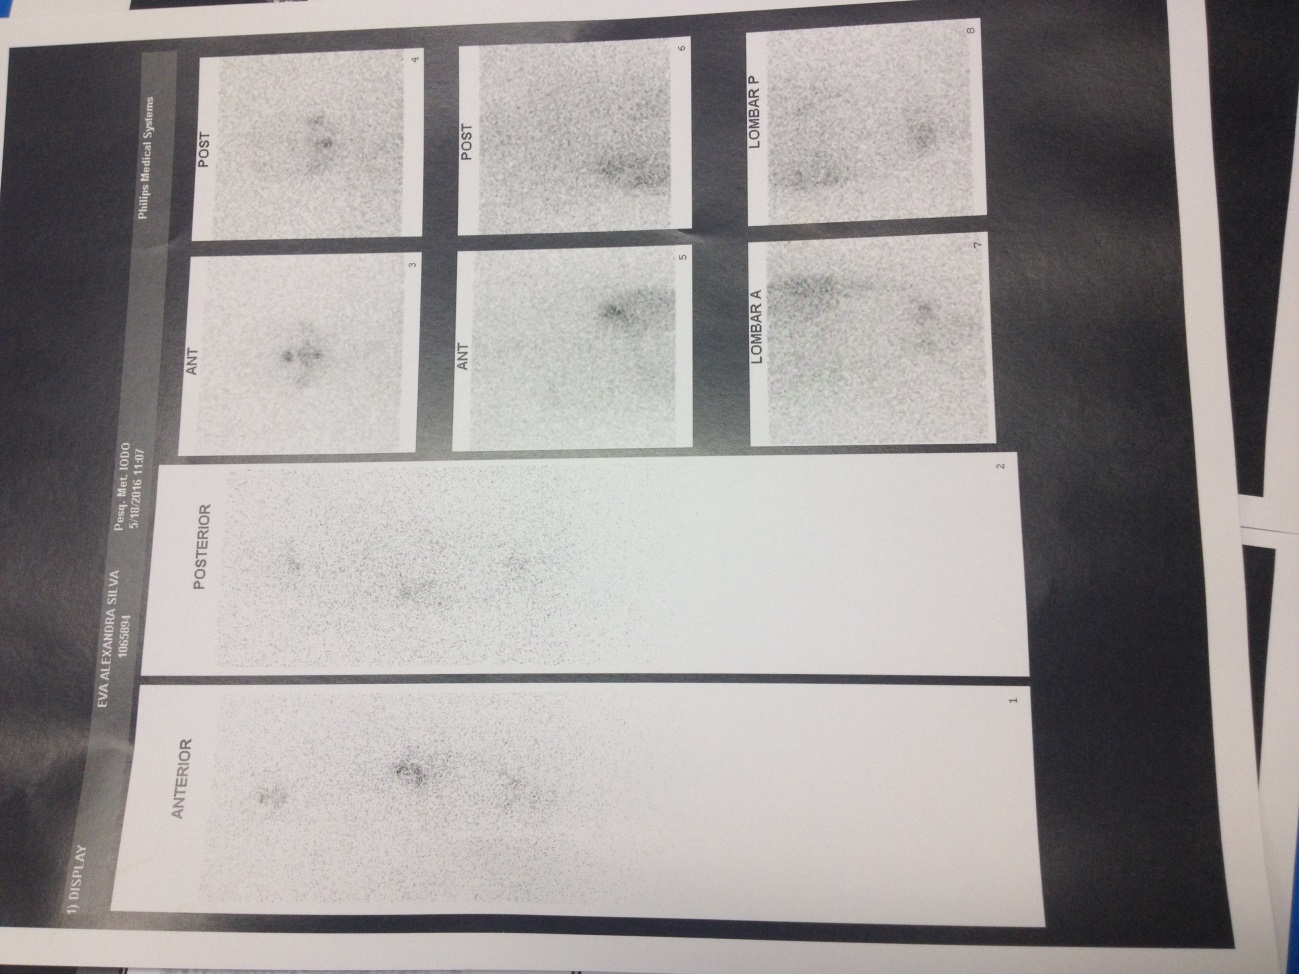 1) DISPLAY
EVA ALEXANDRA SILVA
1065894
Pesq. Met. IODO
5/18/2016 11:07
Philips Medical Systems
ANTERIOR
1
POSTERIOR
2
ANT
3
POST
4
ANT
5
POST
6
LOMBAR A
7
LOMBAR P
8